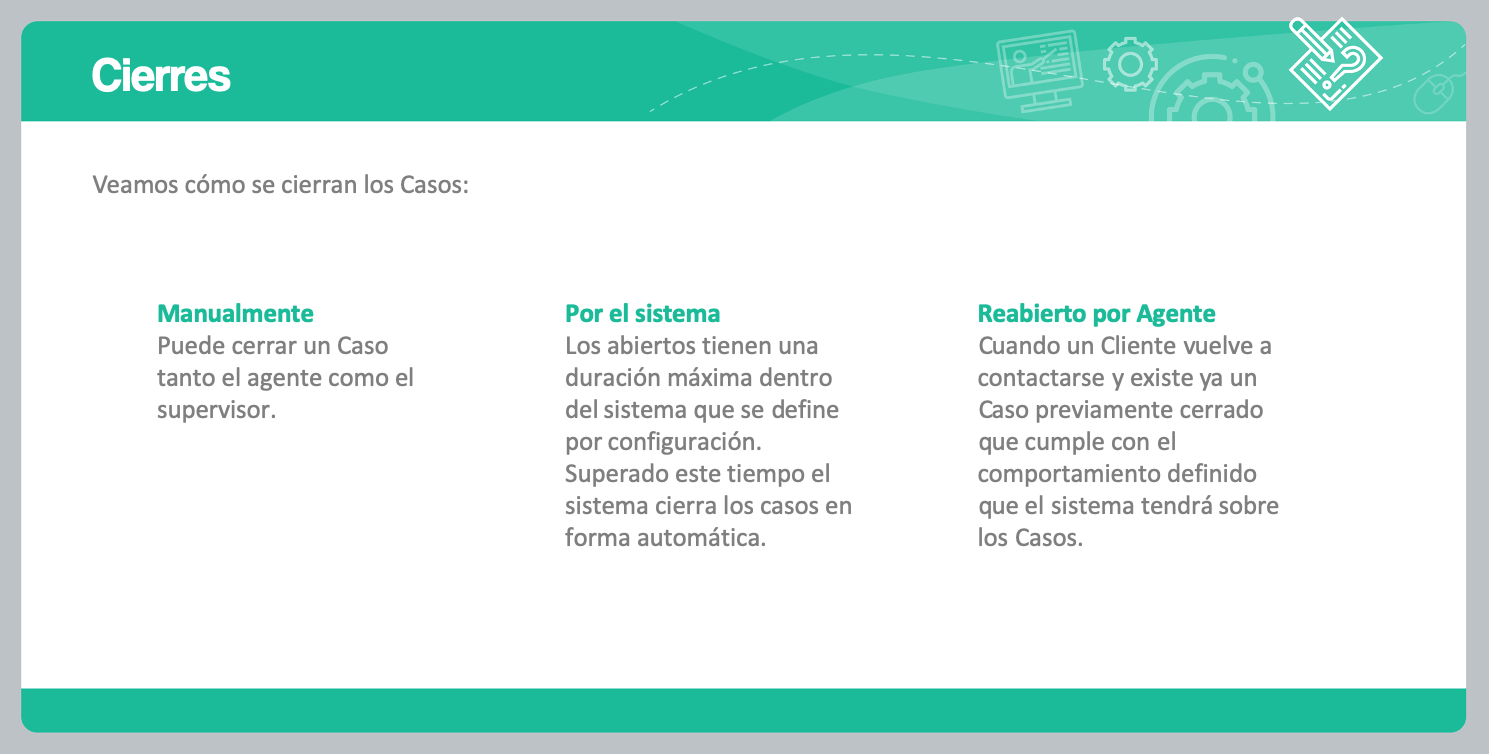 Cierres
Veamos cómo se cierran los Casos:
Manualmente
Puede cerrar un Caso
tanto el agente como el
supervisor.
Por el sistema
Los abiertos tienen una
duración máxima dentro
del sistema que se define
por configuración.
Superado este tiempo el
sistema cierra los casos en
forma automática.
Reabierto por Agente
Cuando un Cliente vuelve a
contactarse y existe ya un
Caso previamente cerrado
que cumple con el
comportamiento definido
que el sistema tendrá sobre
los Casos.